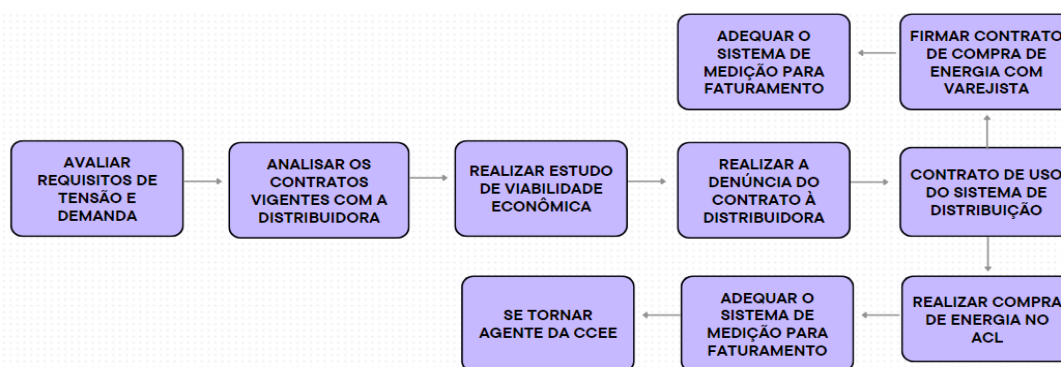 ADEQUAR O
SISTEMA DE
MEDIÇÃO PARA
FATURAMENTO
FIRMAR CONTRATO
DE COMPRA DE
ENERGIA COM
VAREJISTA
AVALIAR
REQUISITOS DE
TENSÃO E
DEMANDA
ANALISAR OS
CONTRATOS
VIGENTES COM A
DISTRIBUIDORA
REALIZAR ESTUDO
DE VIABILIDADE
ECONÔMICA
REALIZAR A
DENÚNCIA DO
CONTRATO À
DISTRIBUIDORA
CONTRATO DE USO
DO SISTEMA DE
DISTRIBUIÇÃO
SE TORNAR
AGENTE DA CCEE
ADEQUAR O
SISTEMA DE
MEDIÇÃO PARA
FATURAMENTO
REALIZAR COMPRA
DE ENERGIA NO
ACL